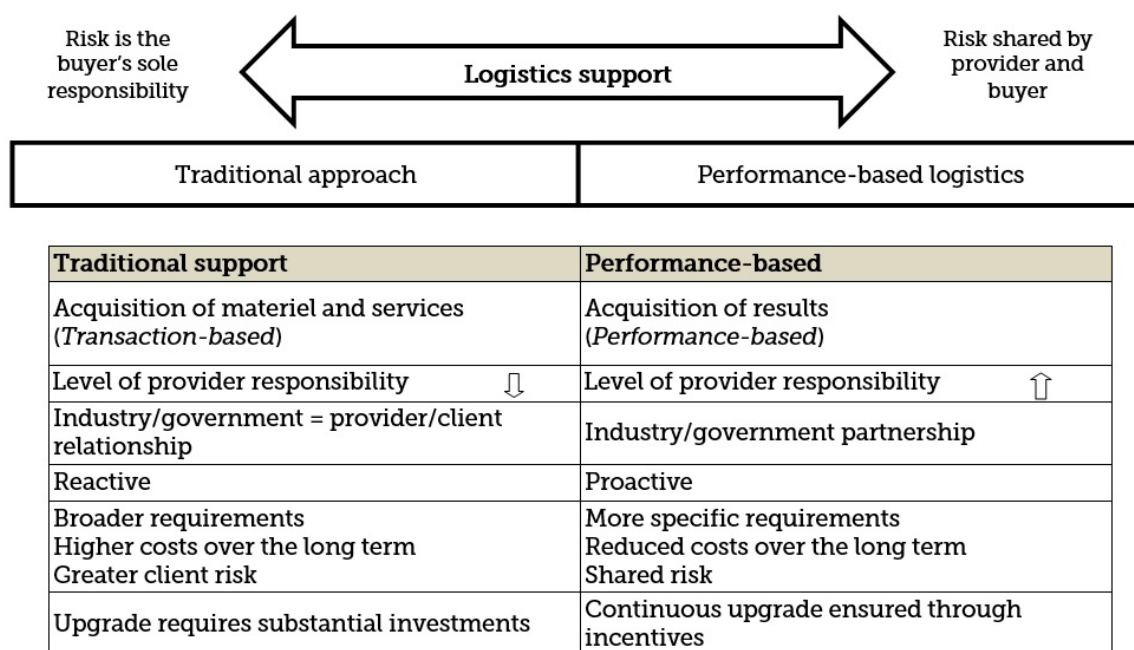 Risk is the
buyer's sole
responsibility
Logistics support
Risk shared by
provider and
buyer
Traditional approach
Performance-based logistics
Traditional support
Performance-based
Acquisition of materiel and services
(Transaction-based)
Acquisition of results
(Performance-based)
Level of provider responsibility ⇩
Level of provider responsibility ⇧
Industry/government = provider/client
relationship
Industry/government partnership
Reactive
Proactive
Broader requirements
Higher costs over the long term
Greater client risk
More specific requirements
Reduced costs over the long term
Shared risk
Upgrade requires substantial investments
Continuous upgrade ensured through
incentives